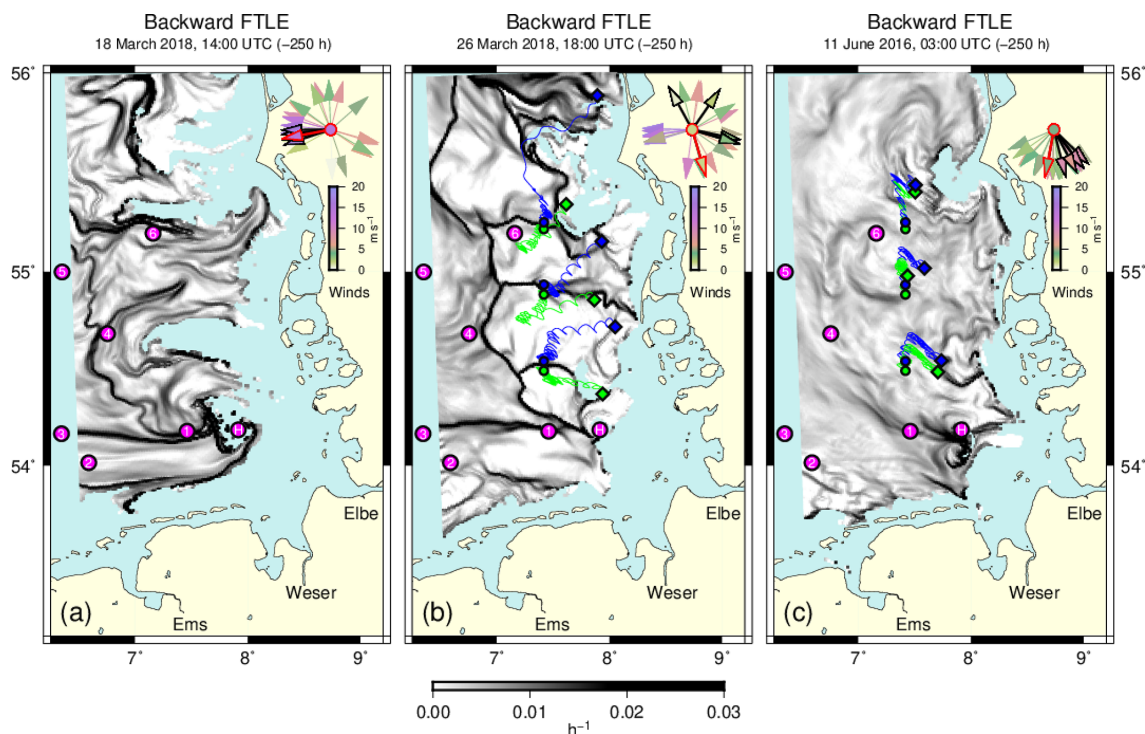 Backward FTLE
18 March 2018, 14:00 UTC (−250 h)
Backward FTLE
26 March 2018, 18:00 UTC (−250 h)
Backward FTLE
11 June 2016, 03:00 UTC (−250 h)
56˚
55˚
54˚
20
15
10
5
0
m s⁻¹
Winds
6
5
4
3
1
H
2
Elbe
Weser
Ems
(a)
7˚
8˚
9˚
20
15
10
5
0
m s⁻¹
Winds
6
5
4
3
1
H
2
Elbe
Weser
Ems
(b)
7˚
8˚
9˚
56˚
55˚
54˚
20
15
10
5
0
m s⁻¹
Winds
6
5
4
3
1
H
2
Elbe
Weser
Ems
(c)
7˚
8˚
9˚
0.00 0.01 0.02 0.03
h⁻¹